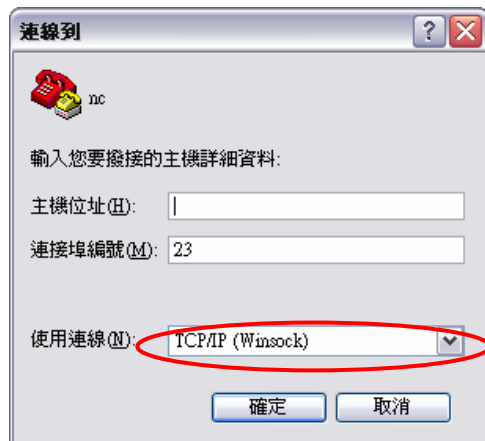 連線到
nc
輸入您要撥接的主機詳細資料:
主機位址(H):
連接埠編號(M): 23
使用連線(N): TCP/IP (Winsock)
確定 取消